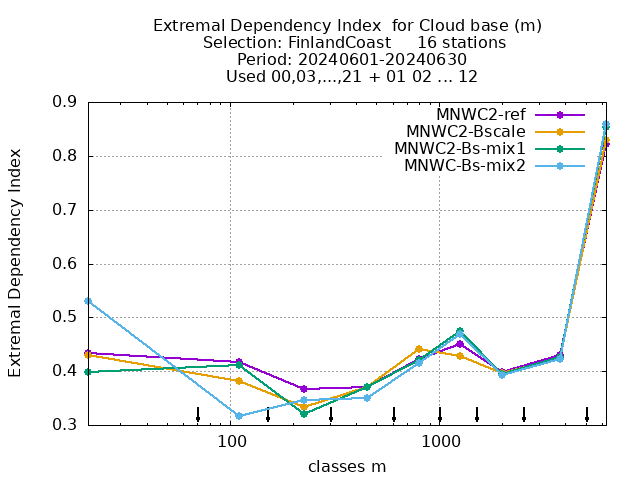 Extremal Dependency Index  for Cloud base (m)
Selection: FinlandCoast     16 stations
Period: 20240601-20240630
Used 00,03,...,21 + 01 02 ... 12
0.9
0.8
0.7
0.6
0.5
0.4
0.3
Extremal Dependency Index
MNWC2-ref
MNWC2-Bscale
MNWC2-Bs-mix1
MNWC-Bs-mix2
100
1000
classes m